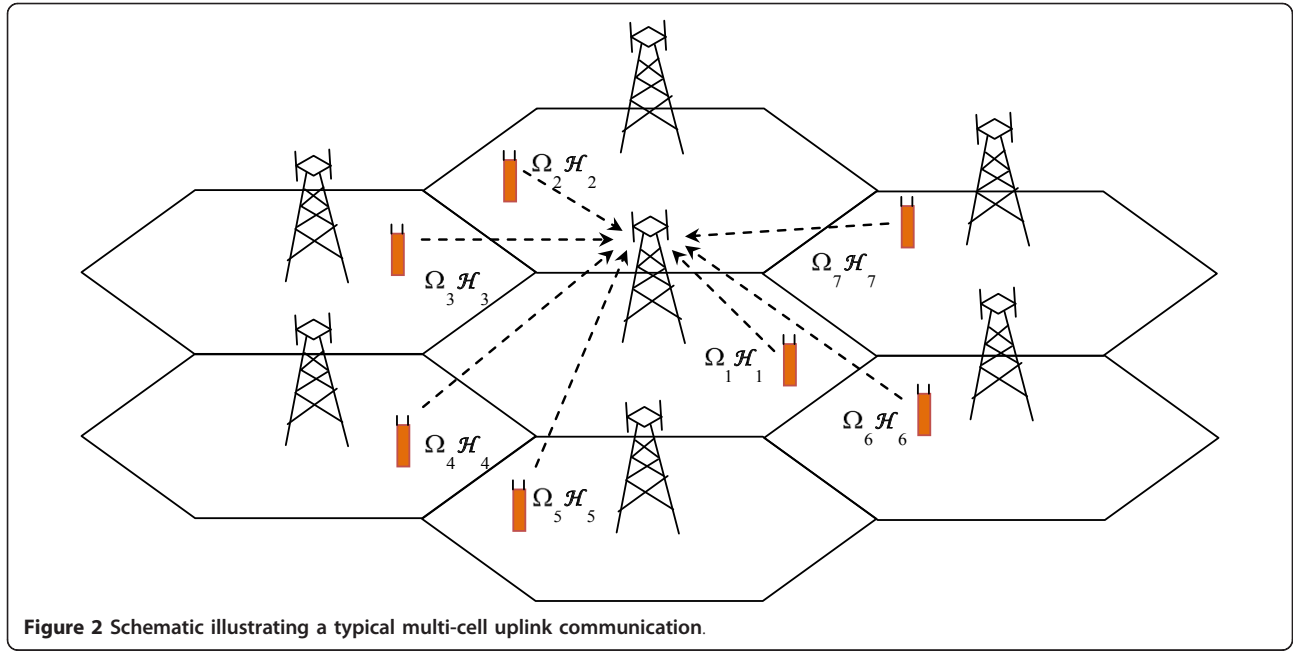 Ω₂ℋ₂
Ω₃ℋ₃
Ω₇ℋ₇
Ω₁ℋ₁
Ω₆ℋ₆
Ω₄ℋ₄
Ω₅ℋ₅
Figure 2 Schematic illustrating a typical multi-cell uplink communication.